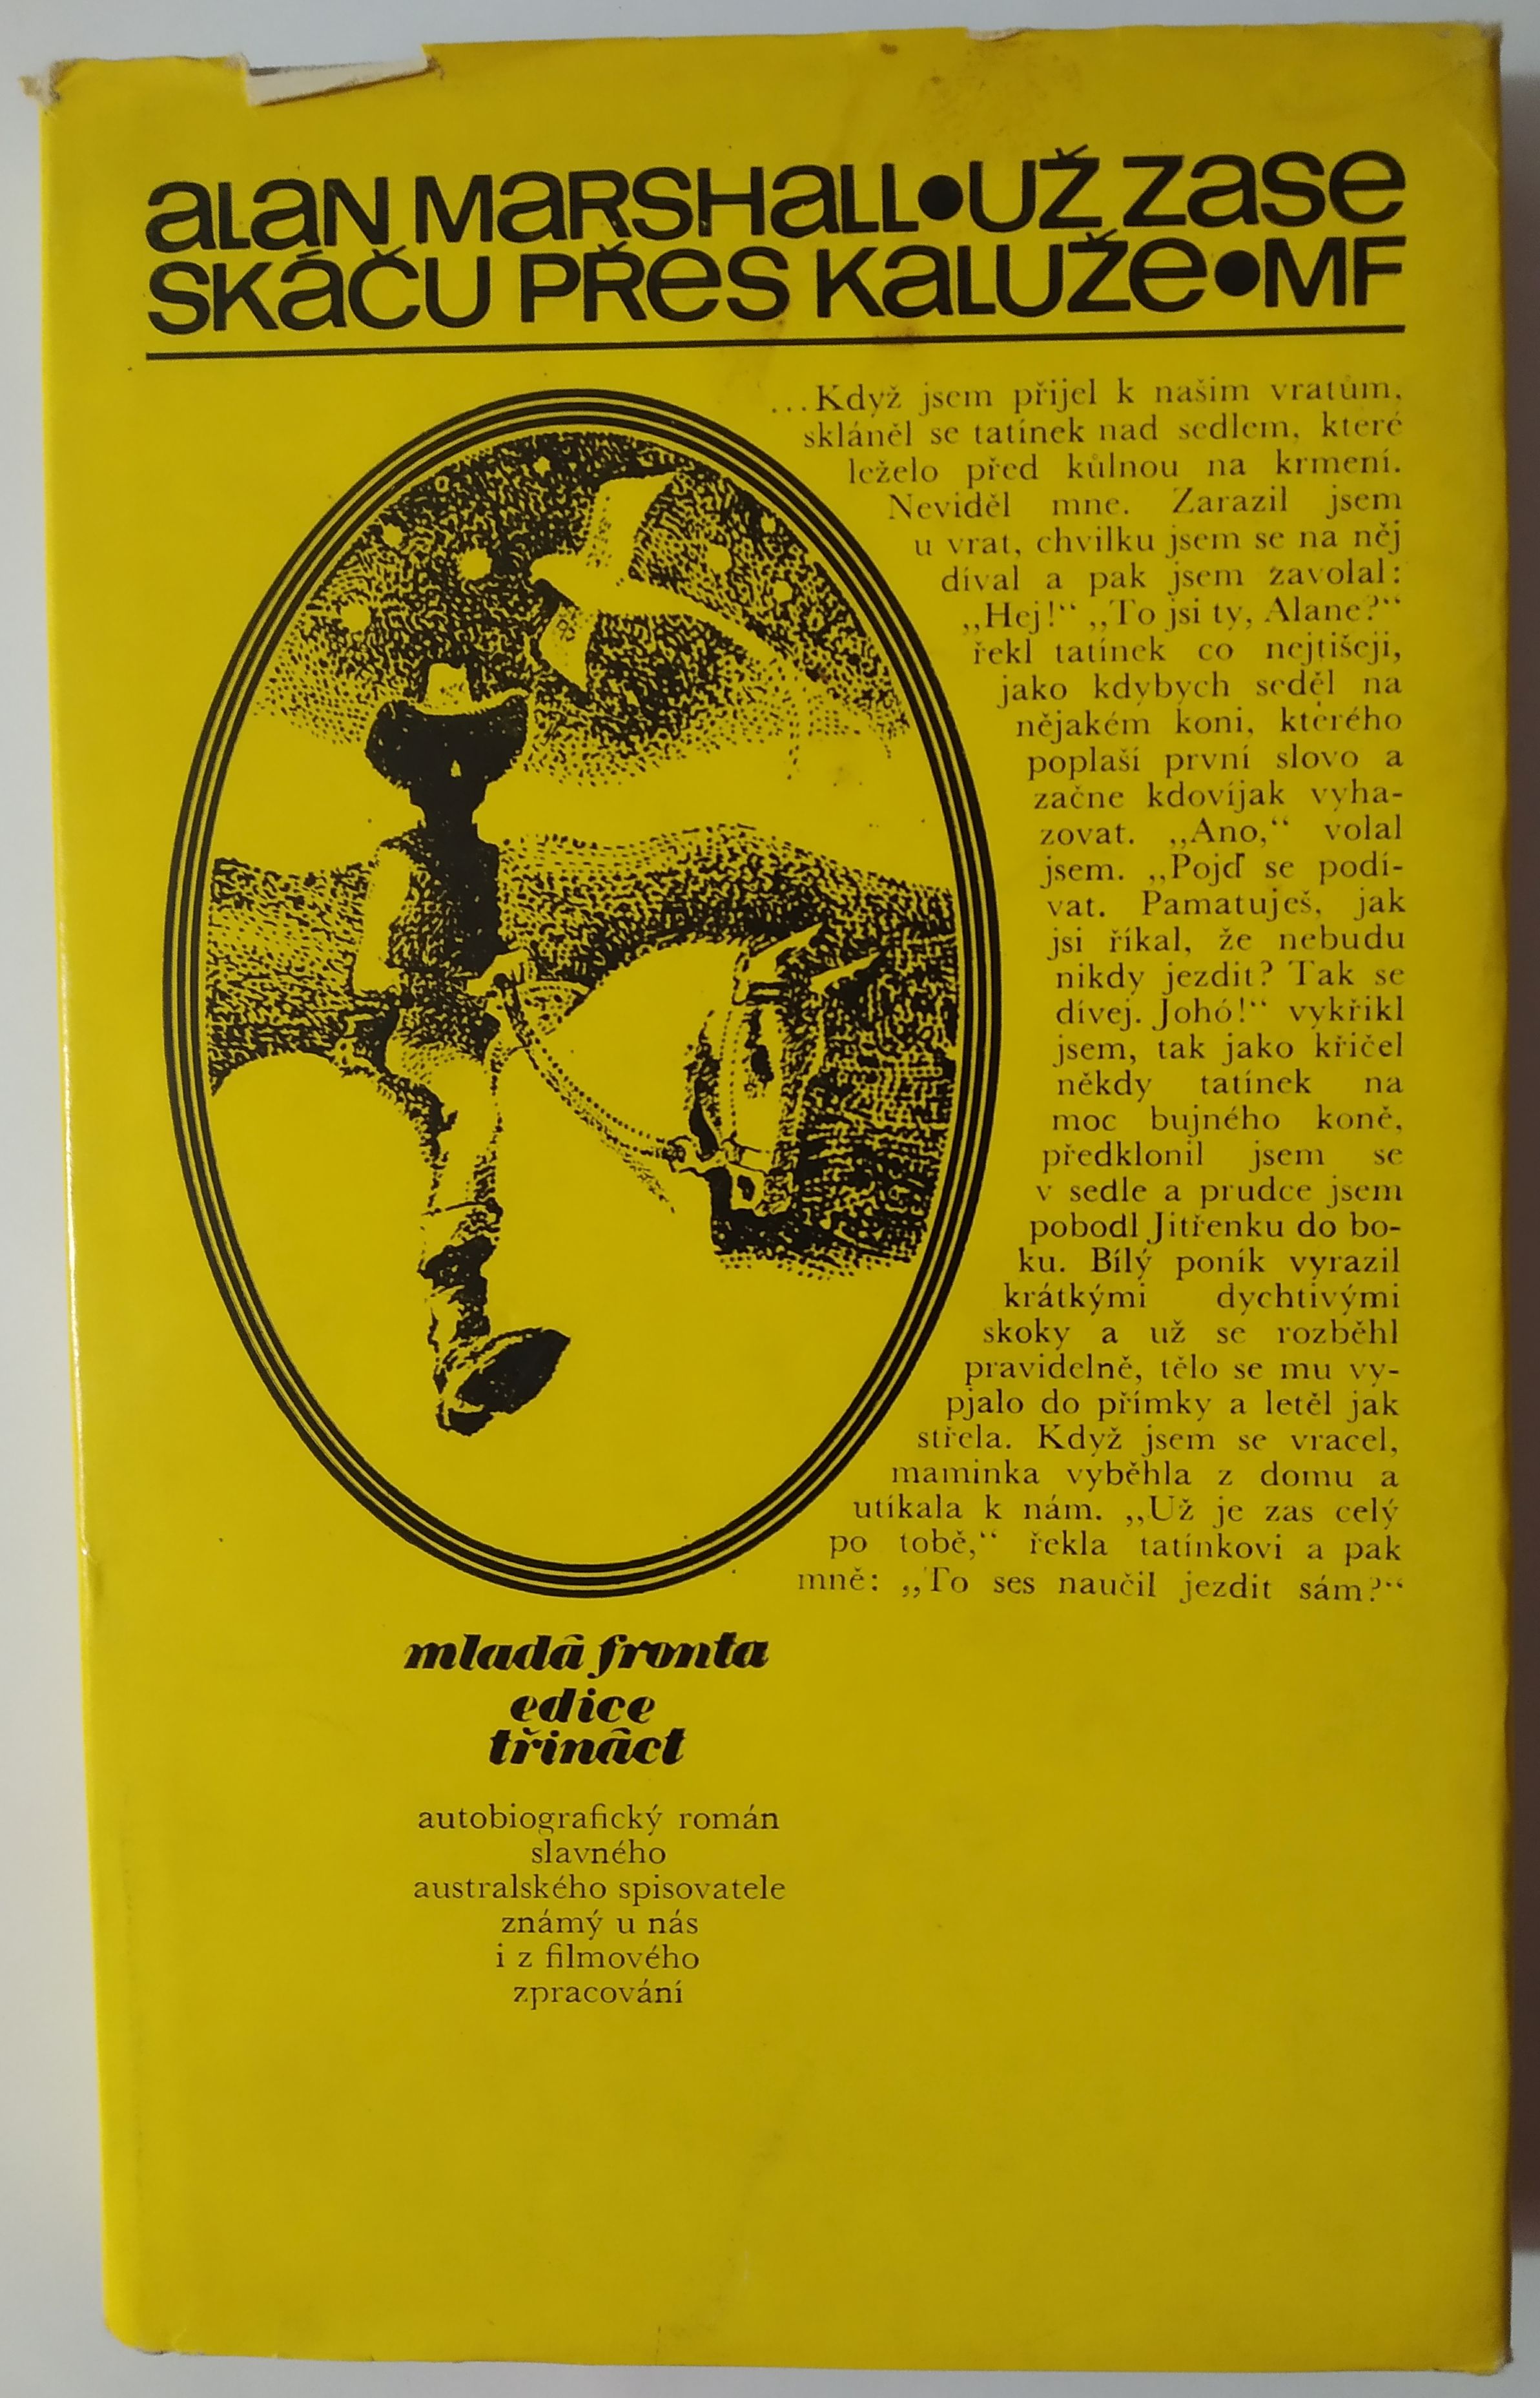 aLaN MaRSHaLL•UŽ Zase
SKáČU PŘes KaLUŽe•MF
...Když jsem přijel k našim vratům,
skláněl se tatínek nad sedlem, které
leželo před kůlnou na krmení.
Neviděl mne. Zarazil jsem
u vrat, chvilku jsem se na něj
díval a pak jsem zavolal:
„Hej!“ „To jsi ty, Alane?“
řekl tatínek co nejtišeji,
jako kdybych seděl na
nějakém koni, kterého
poplaší první slovo a
začne kdovíjak vyha-
zovat. „Ano,“ volal
jsem. „Pojď se podí-
vat. Pamatuješ, jak
jsi říkal, že nebudu
nikdy jezdit? Tak se
dívej. Johó!“ vykřikl
jsem, tak jako křičel
někdy tatínek na
moc bujného koně,
předklonil jsem se
v sedle a prudce jsem
pobodl Jitřenku do bo-
ku. Bílý poník vyrazil
krátkými dychtivými
skoky a už se rozběhl
pravidelně, tělo se mu vy-
pjalo do přímky a letěl jak
střela. Když jsem se vracel,
maminka vyběhla z domu a
utíkala k nám. „Už je zas celý
po tobě,“ řekla tatínkovi a pak
mně: „To ses naučil jezdit sám?“
mladá fronta
edice
třináct
autobiografický román
slavného
australského spisovatele
známý u nás
i z filmového
zpracování